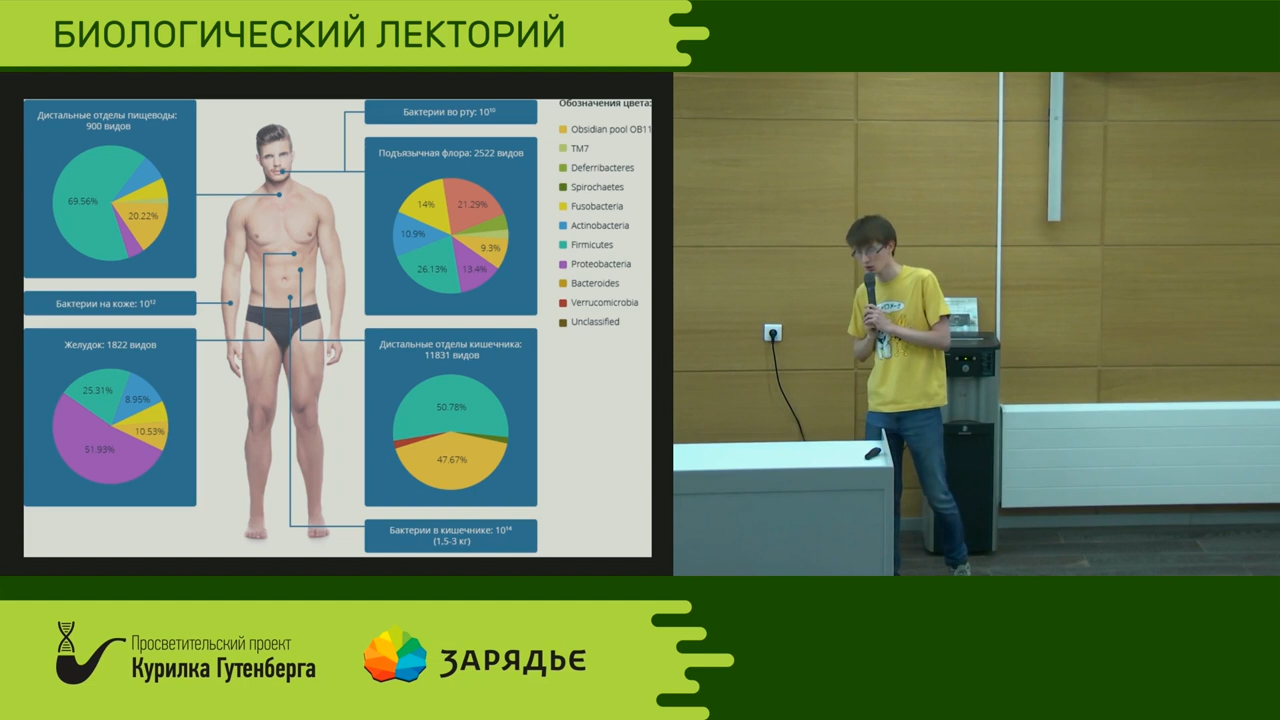 БИОЛОГИЧЕСКИЙ ЛЕКТОРИЙ
Дистальные отделы пищеводы:
900 видов
69.56%
20.22%
Бактерии на коже: 10¹²
Желудок: 1822 видов
25.31%
8.95%
10.53%
51.93%
Бактерии во рту: 10¹⁰
Подъязычная флора: 2522 видов
14%
21.29%
10.9%
9.3%
26.13%
13.4%
Дистальные отделы кишечника:
11831 видов
50.78%
47.67%
Бактерии в кишечнике: 10¹⁴
(1,5-3 кг)
Обозначения цвета:
Obsidian pool OB11
TM7
Deferribacteres
Spirochaetes
Fusobacteria
Actinobacteria
Firmicutes
Proteobacteria
Bacteroides
Verrucomicrobia
Unclassified
Просветительский проект
Курилка Гутенберга
ЗАРЯДЬЕ